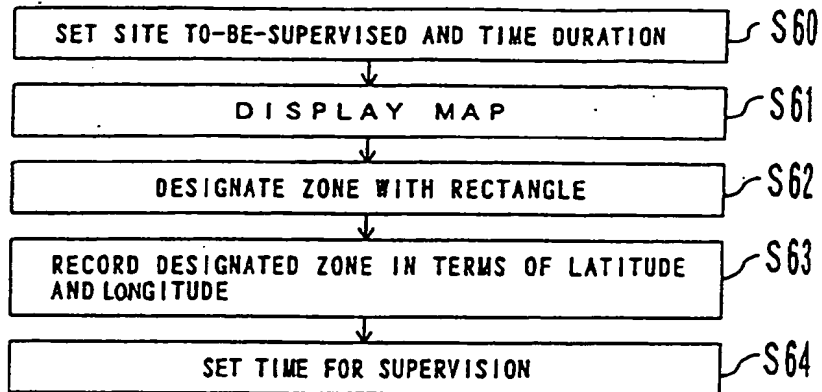 SET SITE TO-BE-SUPERVISED AND TIME DURATION S60
DISPLAY MAP S61
DESIGNATE ZONE WITH RECTANGLE S62
RECORD DESIGNATED ZONE IN TERMS OF LATITUDE S63
AND LONGITUDE
SET TIME FOR SUPERVISION S64